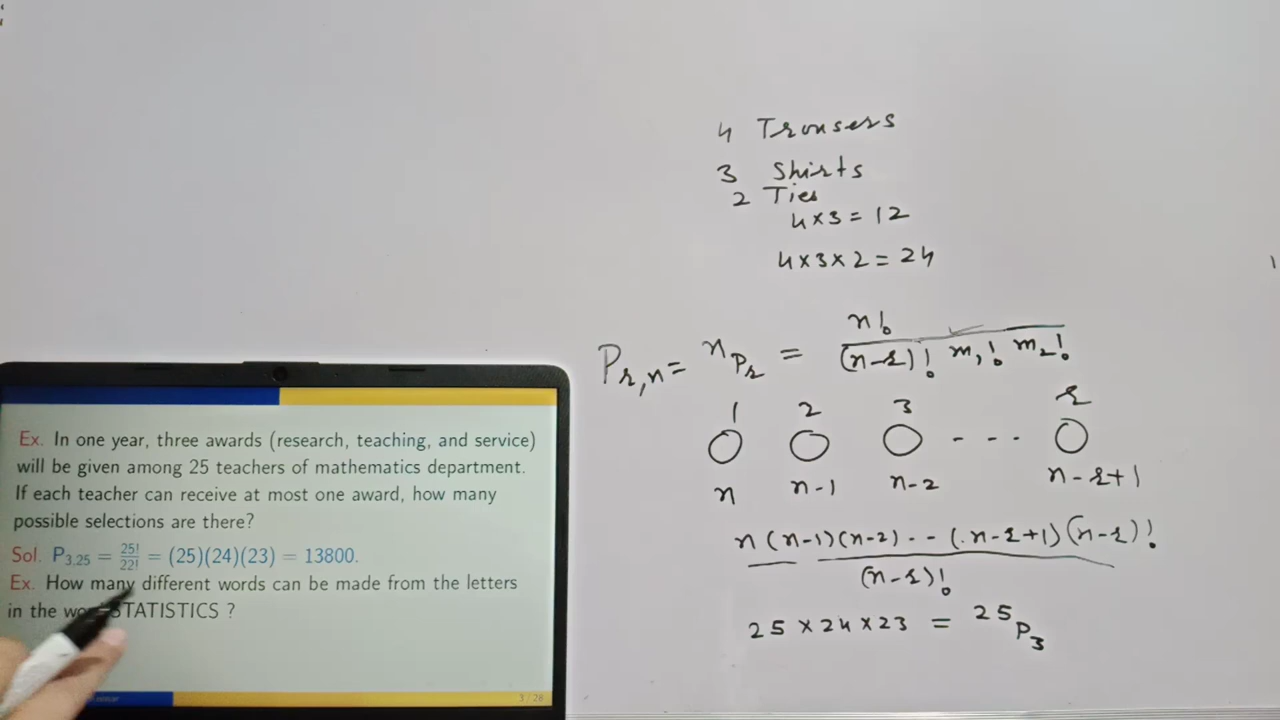 4 Trousers
3 Shirts
2 Ties
4×3=12
4×3×2=24
Pr,n = nPr = n! / (n-r)! m₁! m₂!
1 2 3 - - - r
n n-1 n-2 n-r+1
n(n-1)(n-2)--(n-r+1)(n-r)!
(n-r)!
25×24×23 = 25P3
Ex. In one year, three awards (research, teaching, and service)
will be given among 25 teachers of mathematics department.
If each teacher can receive at most one award, how many
possible selections are there?
Sol. P3,25 = 25!/22! = (25)(24)(23) = 13800.
Ex. How many different words can be made from the letters
in the STATISTICS ?
3 / 26